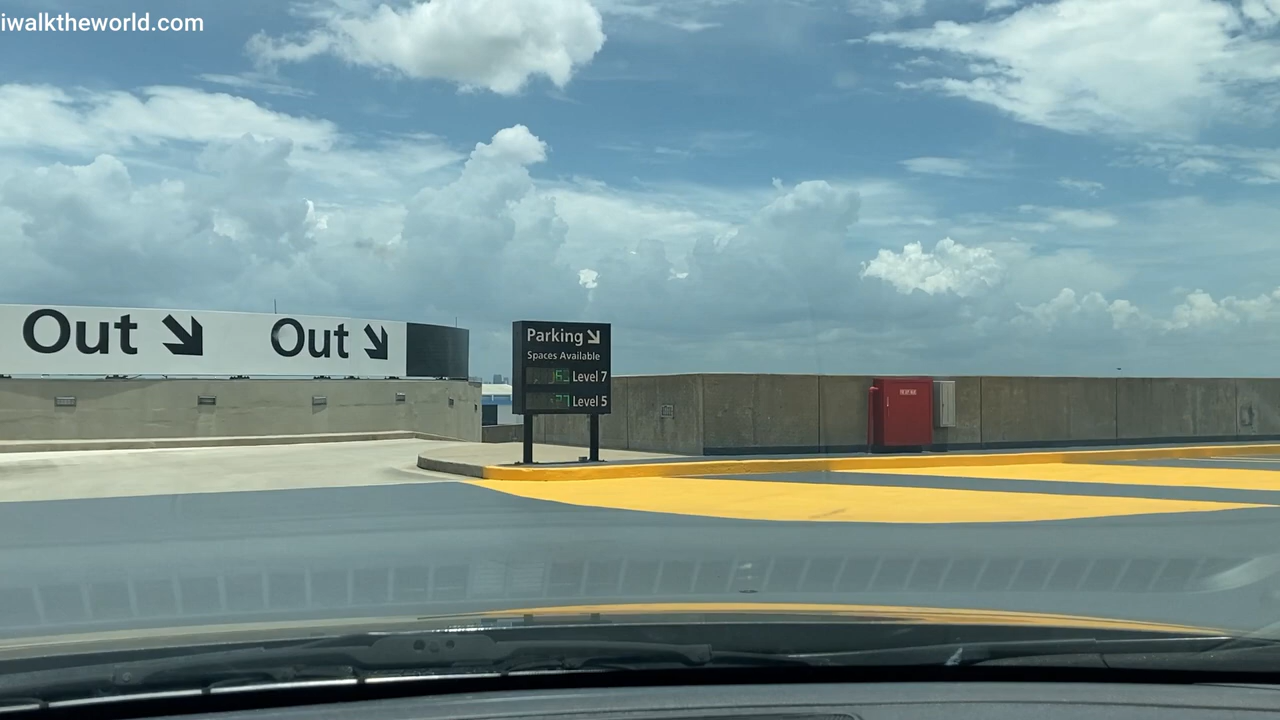 iwalktheworld.com
Out ↘ Out ↘
Parking ↘
Spaces Available
Level 7
Level 5